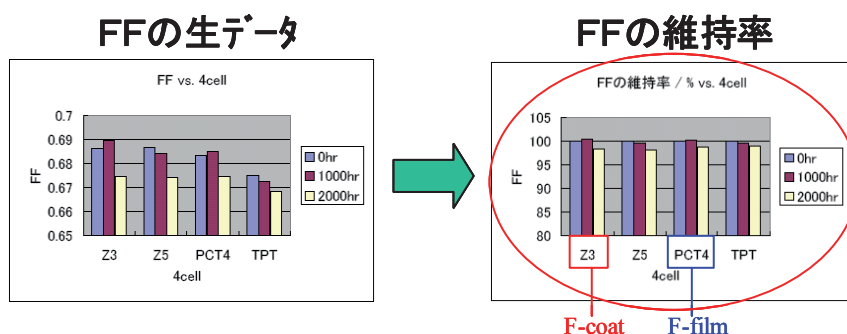 FFの生データ
FFの維持率
FF vs. 4cell
0.7
0.69
0.68
0.67
0.66
0.65
FF
Z3 Z5 PCT4 TPT
4cell
0hr
1000hr
2000hr
FFの維持率 / % vs. 4cell
105
100
95
90
85
80
FF
Z3 Z5 PCT4 TPT
4cell
0hr
1000hr
2000hr
F-coat F-film